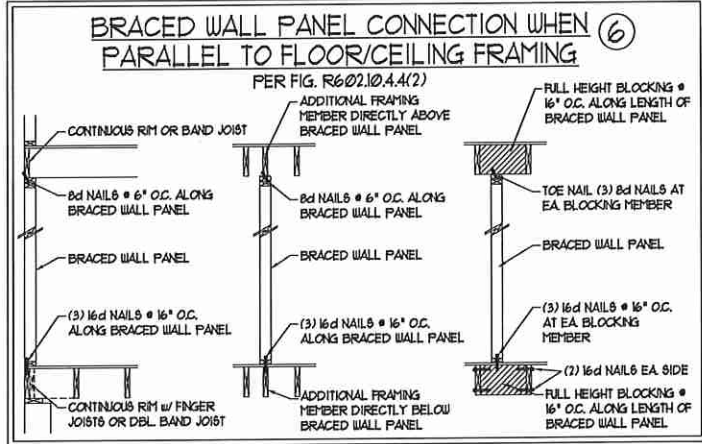 BRACED WALL PANEL CONNECTION WHEN
PARALLEL TO FLOOR/CEILING FRAMING
6
PER FIG. R602.10.4.4(2)
CONTINUOUS RIM OR BAND JOIST
8d NAILS @ 6" O.C. ALONG
BRACED WALL PANEL
BRACED WALL PANEL
(3) 16d NAILS @ 16" O.C.
ALONG BRACED WALL PANEL
CONTINUOUS RIM W/ FINGER
JOISTS OR DBL. BAND JOIST
ADDITIONAL FRAMING
MEMBER DIRECTLY ABOVE
BRACED WALL PANEL
8d NAILS @ 6" O.C. ALONG
BRACED WALL PANEL
BRACED WALL PANEL
(3) 16d NAILS @ 16" O.C.
ALONG BRACED WALL PANEL
ADDITIONAL FRAMING
MEMBER DIRECTLY BELOW
BRACED WALL PANEL
FULL HEIGHT BLOCKING @
16" O.C. ALONG LENGTH OF
BRACED WALL PANEL
TOE NAIL (3) 8d NAILS AT
EA. BLOCKING MEMBER
BRACED WALL PANEL
(3) 16d NAILS @ 16" O.C.
AT EA. BLOCKING
MEMBER
(2) 16d NAILS EA. SIDE
FULL HEIGHT BLOCKING @
16" O.C. ALONG LENGTH OF
BRACED WALL PANEL